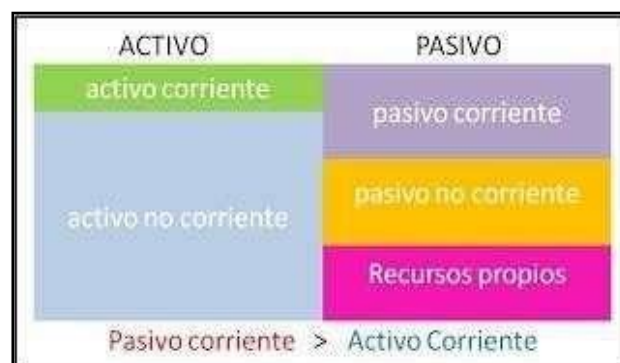 ACTIVO
PASIVO
activo corriente
activo no corriente
pasivo corriente
pasivo no corriente
Recursos propios
Pasivo corriente > Activo Corriente